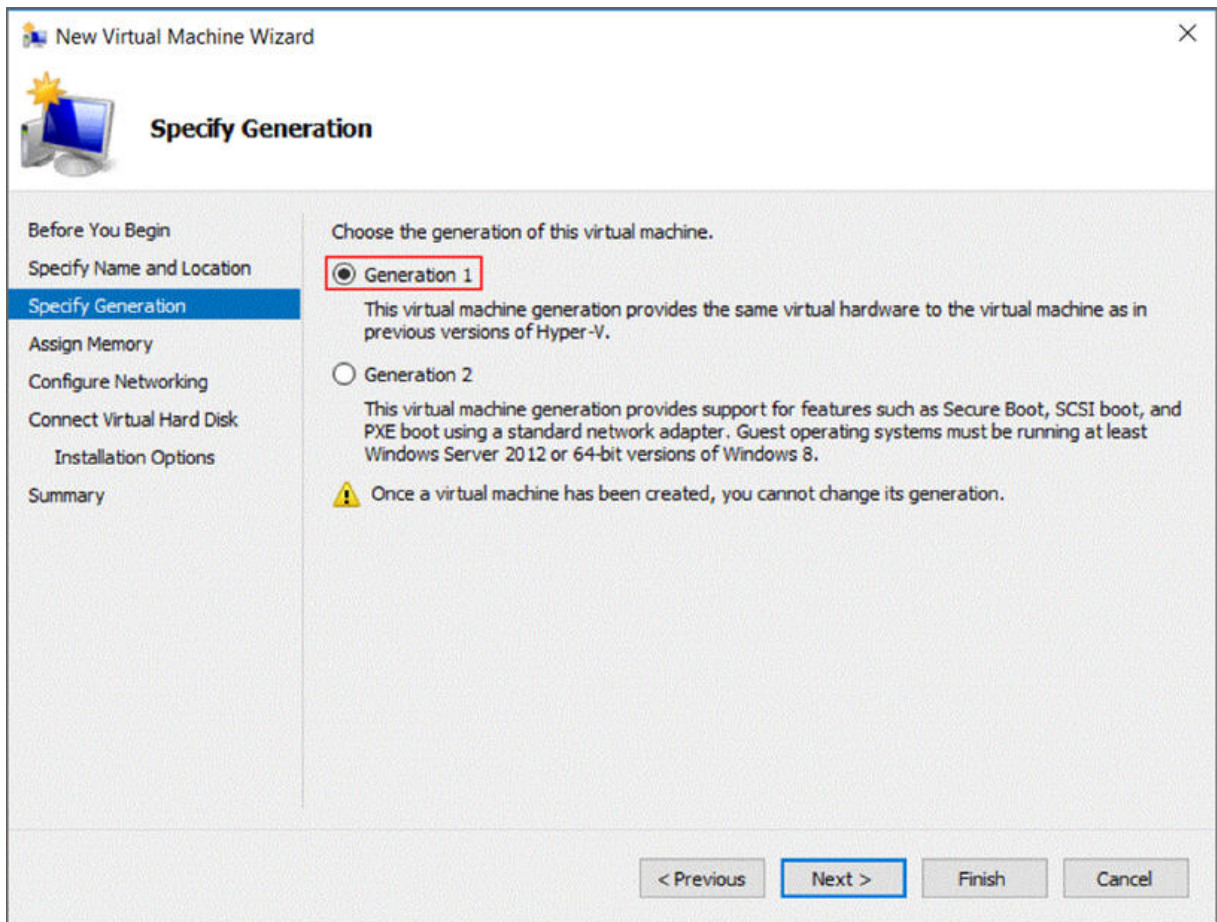 New Virtual Machine Wizard
Specify Generation
Before You Begin
Specify Name and Location
Specify Generation
Assign Memory
Configure Networking
Connect Virtual Hard Disk
Installation Options
Summary
Choose the generation of this virtual machine.
Generation 1
This virtual machine generation provides the same virtual hardware to the virtual machine as in
previous versions of Hyper-V.
Generation 2
This virtual machine generation provides support for features such as Secure Boot, SCSI boot, and
PXE boot using a standard network adapter. Guest operating systems must be running at least
Windows Server 2012 or 64-bit versions of Windows 8.
Once a virtual machine has been created, you cannot change its generation.
< Previous
Next >
Finish
Cancel